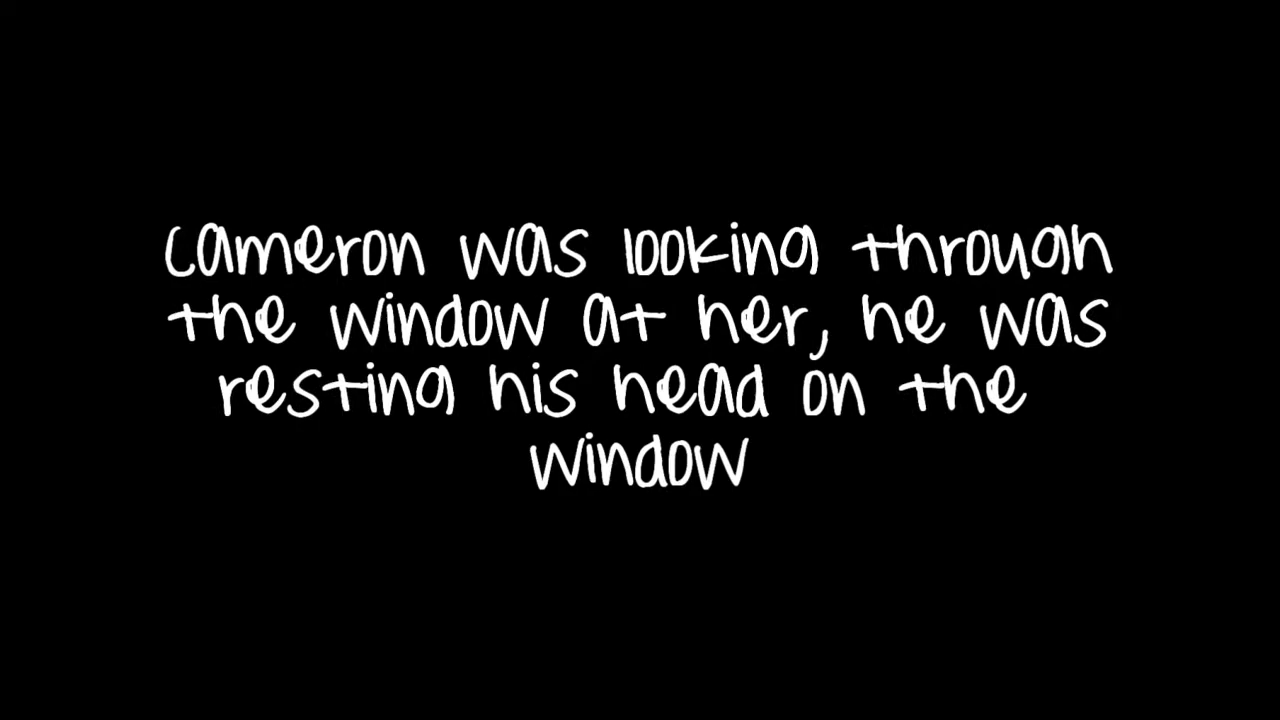 Cameron was looking through
the window at her, he was
resting his head on the
window